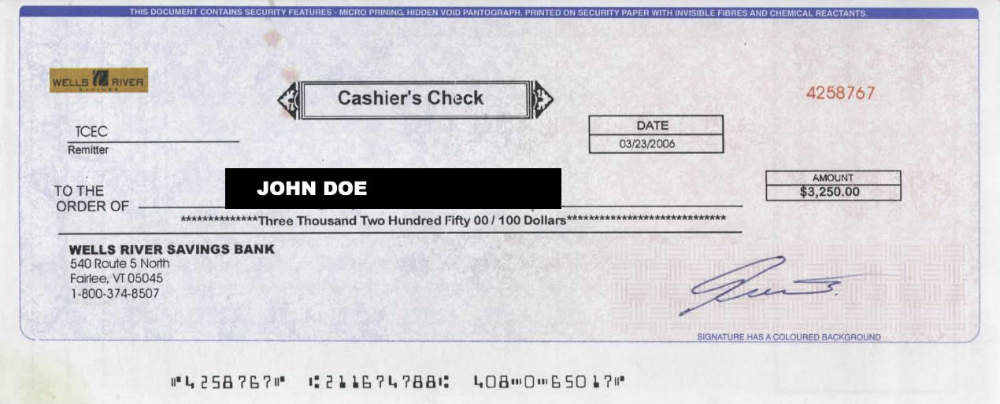 THIS DOCUMENT CONTAINS SECURITY FEATURES - MICRO PRINING, HIDDEN VOID PANTOGRAPH, PRINTED ON SECURITY PAPER WITH INVISIBLE FIBRES AND CHEMICAL REACTANTS.
WELLS RIVER
Cashier's Check
4258767
TCEC
Remitter
DATE
03/23/2006
TO THE
ORDER OF
JOHN DOE
AMOUNT
$3,250.00
**************Three Thousand Two Hundred Fifty 00 / 100 Dollars*****************************
WELLS RIVER SAVINGS BANK
540 Route 5 North
Fairlee, VT 05045
1-800-374-8507
SIGNATURE HAS A COLOURED BACKGROUND
⑈4258767⑈ ⑆211674788⑆ 408⑈0⑈65017⑈